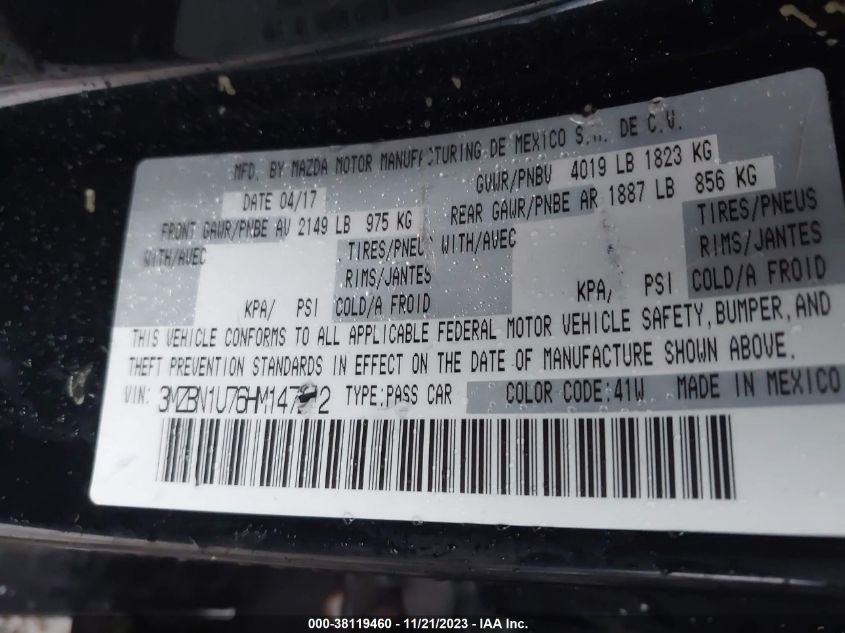 MFD. BY MAZDA MOTOR MANUFACTURING DE MEXICO S.A. DE C.V.
DATE 04/17 GVWR/PNBV 4019 LB 1823 KG
FRONT GAWR/PNBE AV 2149 LB 975 KG REAR GAWR/PNBE AR 1887 LB 856 KG
WITH/AVEC TIRES/PNEUS WITH/AVEC TIRES/PNEUS
RIMS/JANTES RIMS/JANTES
KPA/ PSI COLD/A FROID KPA/ PSI COLD/A FROID
THIS VEHICLE CONFORMS TO ALL APPLICABLE FEDERAL MOTOR VEHICLE SAFETY, BUMPER, AND
THEFT PREVENTION STANDARDS IN EFFECT ON THE DATE OF MANUFACTURE SHOWN ABOVE.
VIN: TYPE: PASS CAR COLOR CODE: 41W MADE IN MEXICO
000-38119460 - 11/21/2023 - IAA Inc.